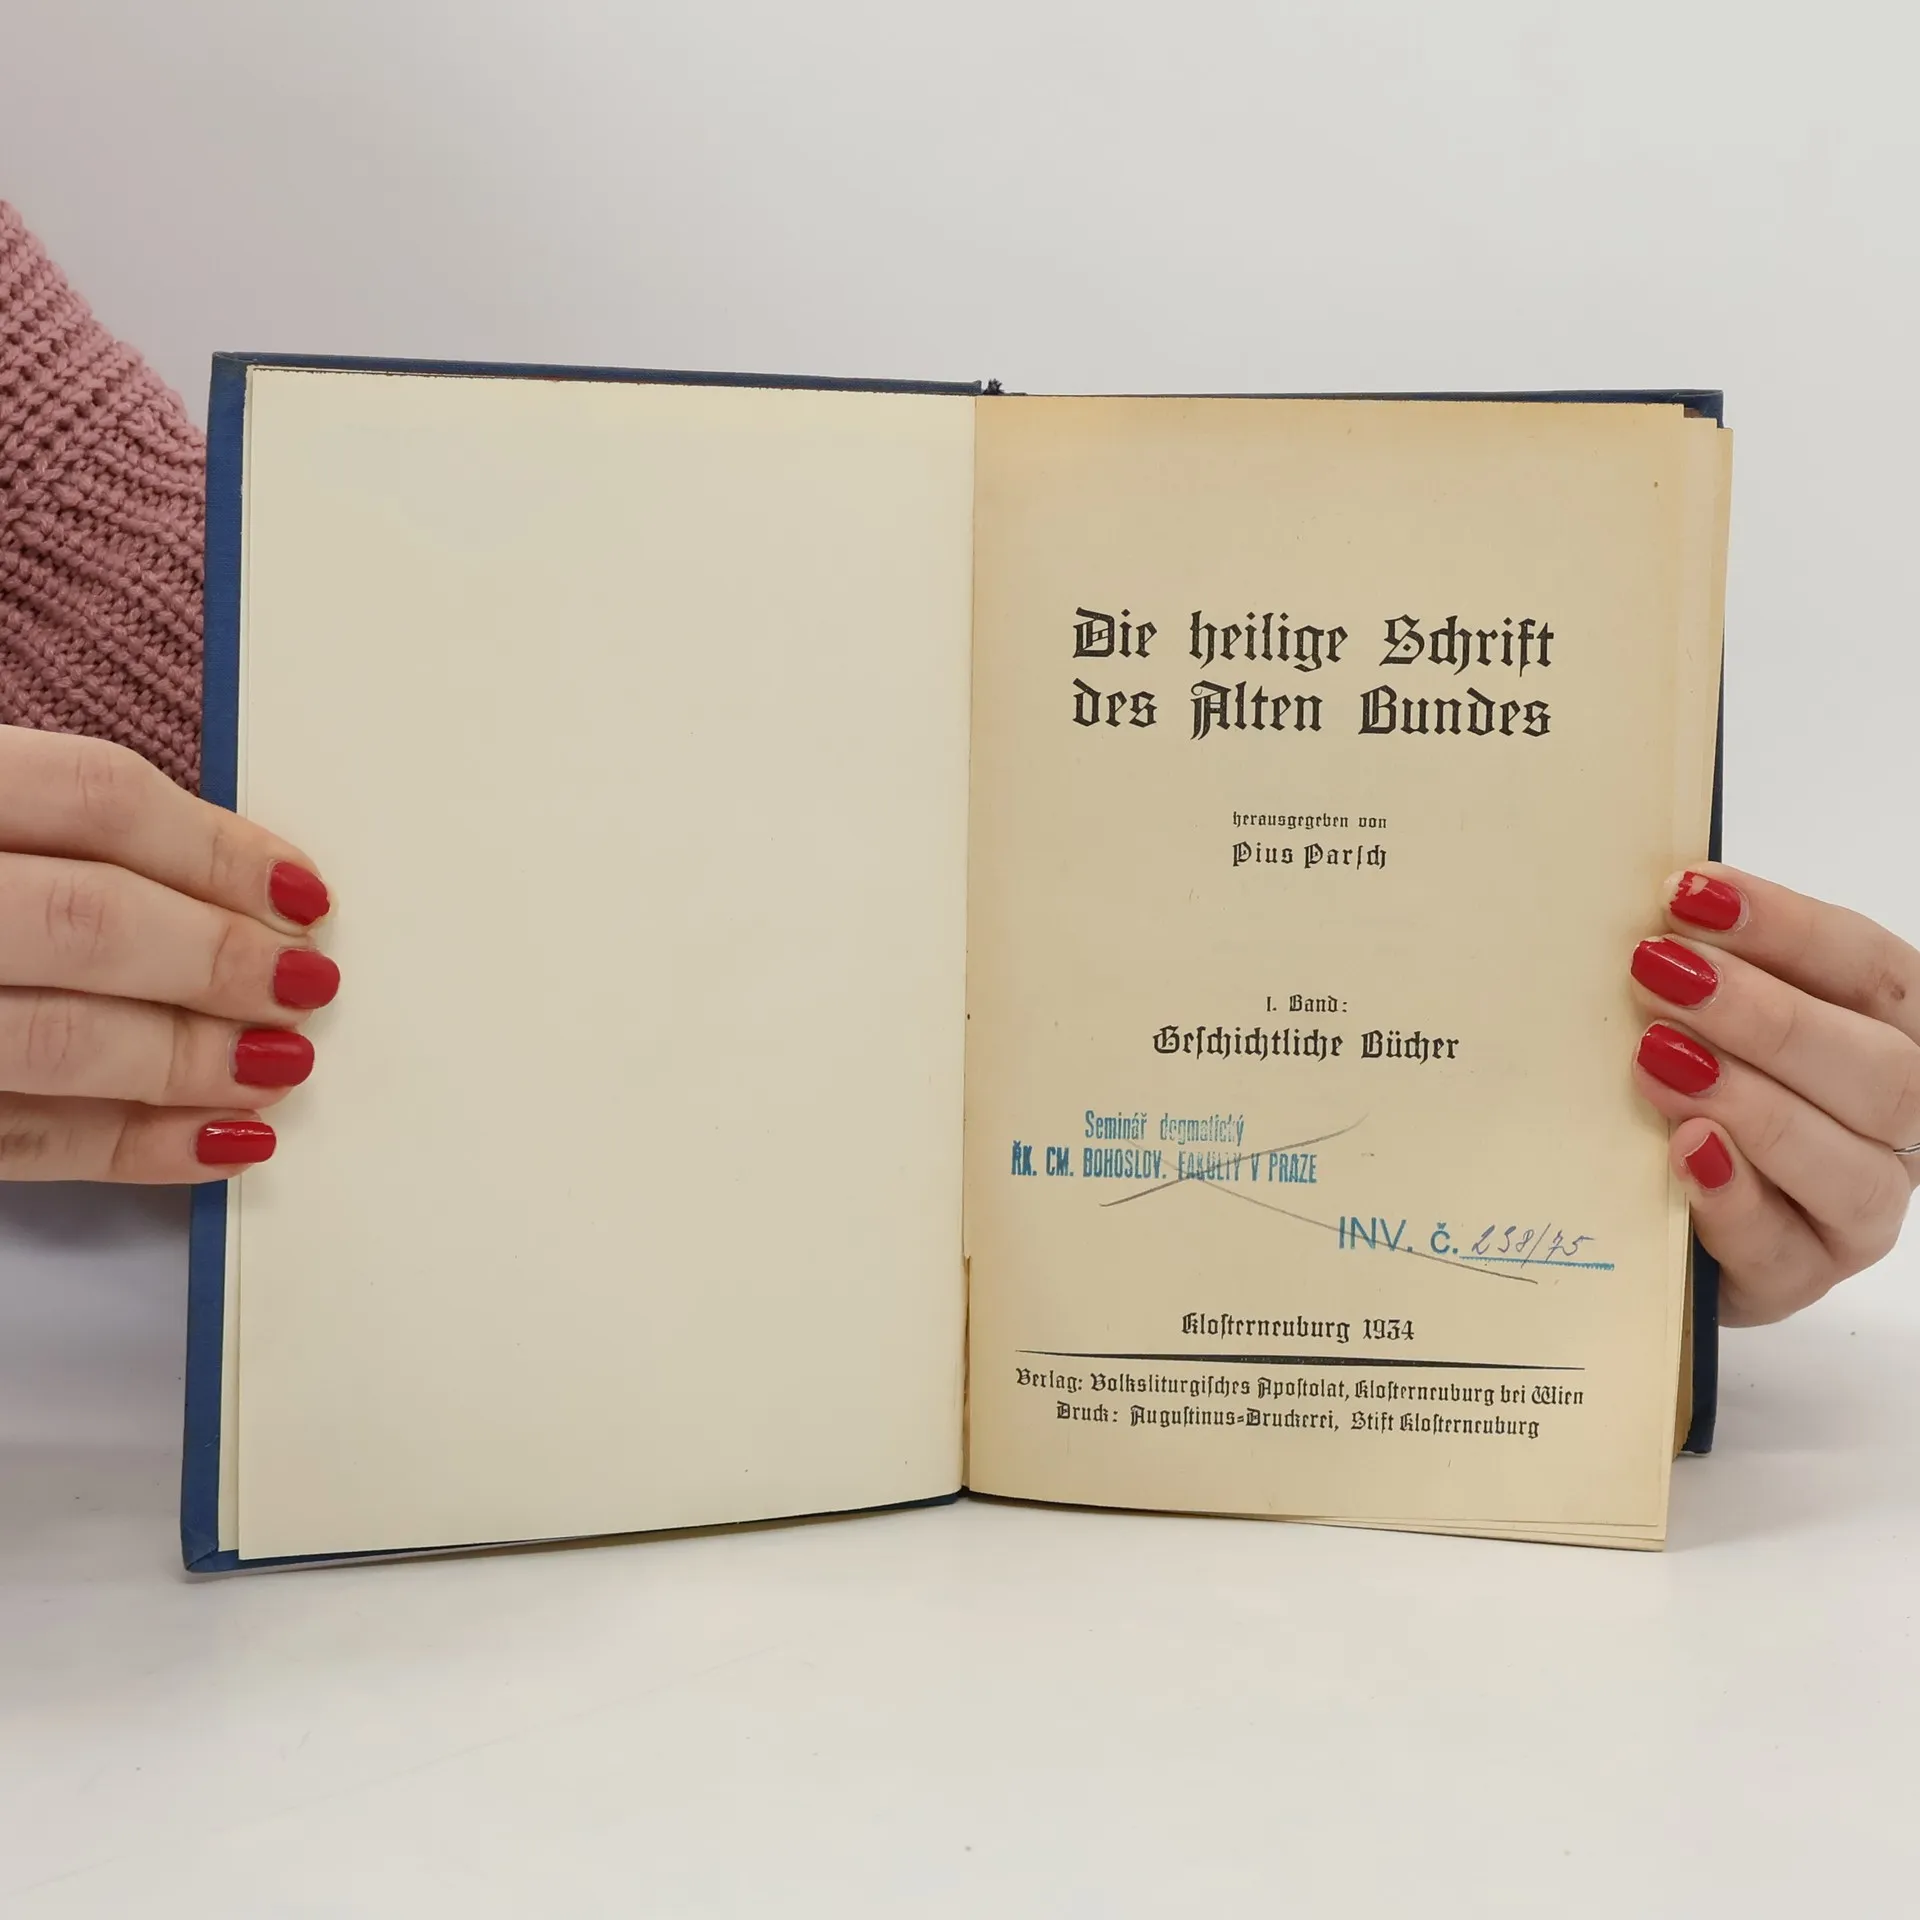 Die heilige Schrift
des Alten Bundes
herausgegeben von
Pius Parsch
I. Band:
Geschichtliche Bücher
Seminář dogmatický
ŘK. CM. BOHOSLOV. FAKULTY V PRAZE
INV. č. 238/75
Klosterneuburg 1934
Verlag: Volksliturgisches Apostolat, Klosterneuburg bei Wien
Druck: Augustinus-Druckerei, Stift Klosterneuburg